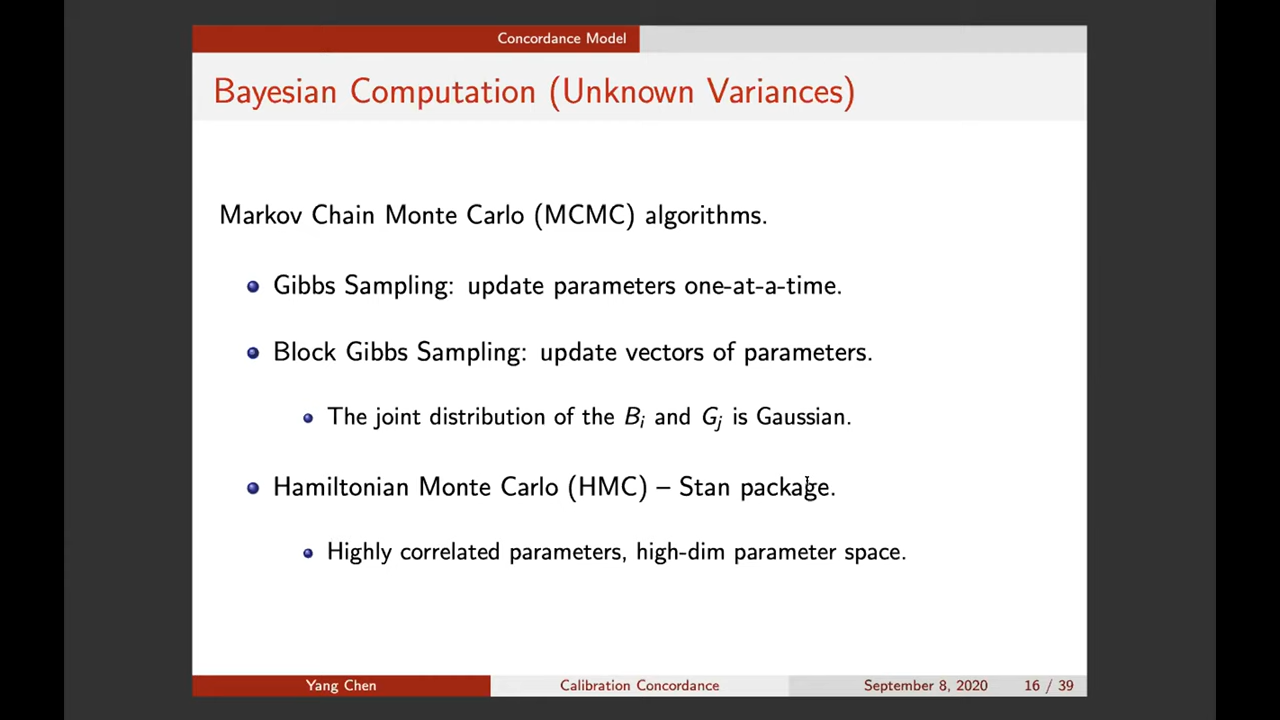 Concordance Model
Bayesian Computation (Unknown Variances)
Markov Chain Monte Carlo (MCMC) algorithms.
Gibbs Sampling: update parameters one-at-a-time.
Block Gibbs Sampling: update vectors of parameters.
The joint distribution of the Bi and Gj is Gaussian.
Hamiltonian Monte Carlo (HMC) – Stan package.
Highly correlated parameters, high-dim parameter space.
Yang Chen Calibration Concordance September 8, 2020 16 / 39